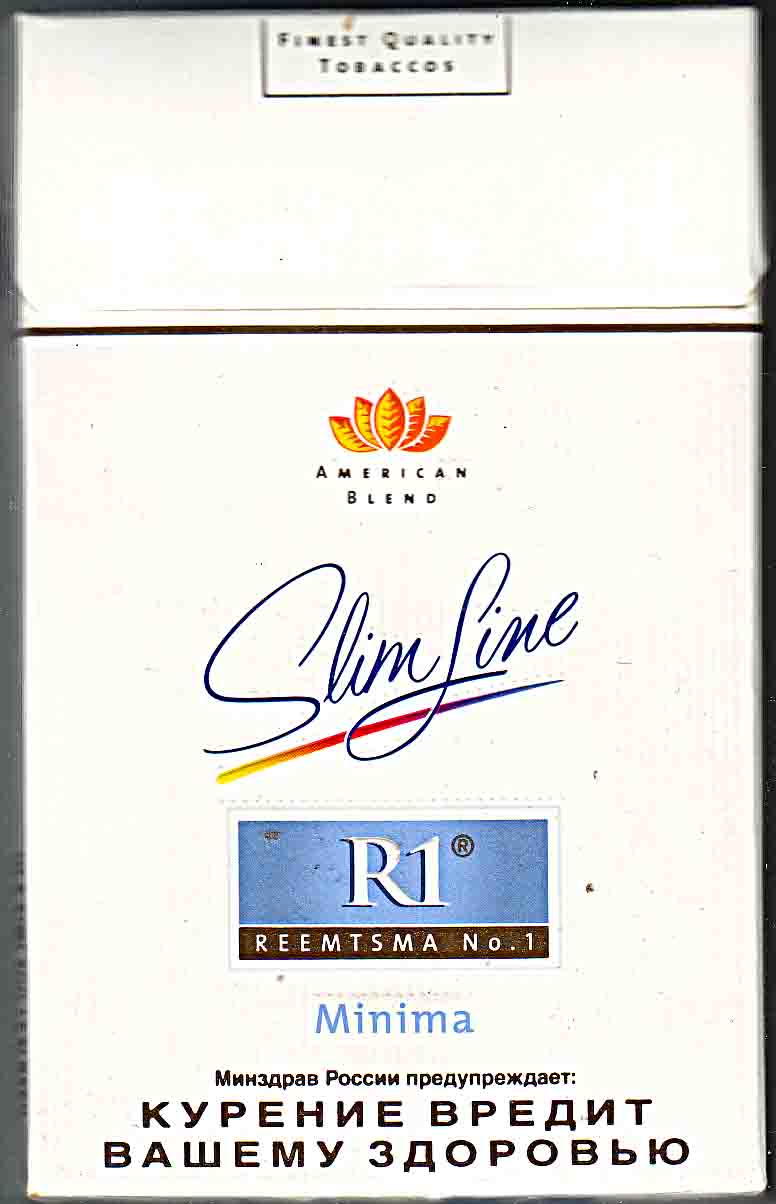 FINEST QUALITY
TOBACCOS
AMERICAN
BLEND
Slim Line
R1®
REEMTSMA No.1
Minima
Минздрав России предупреждает:
КУРЕНИЕ ВРЕДИТ
ВАШЕМУ ЗДОРОВЬЮ